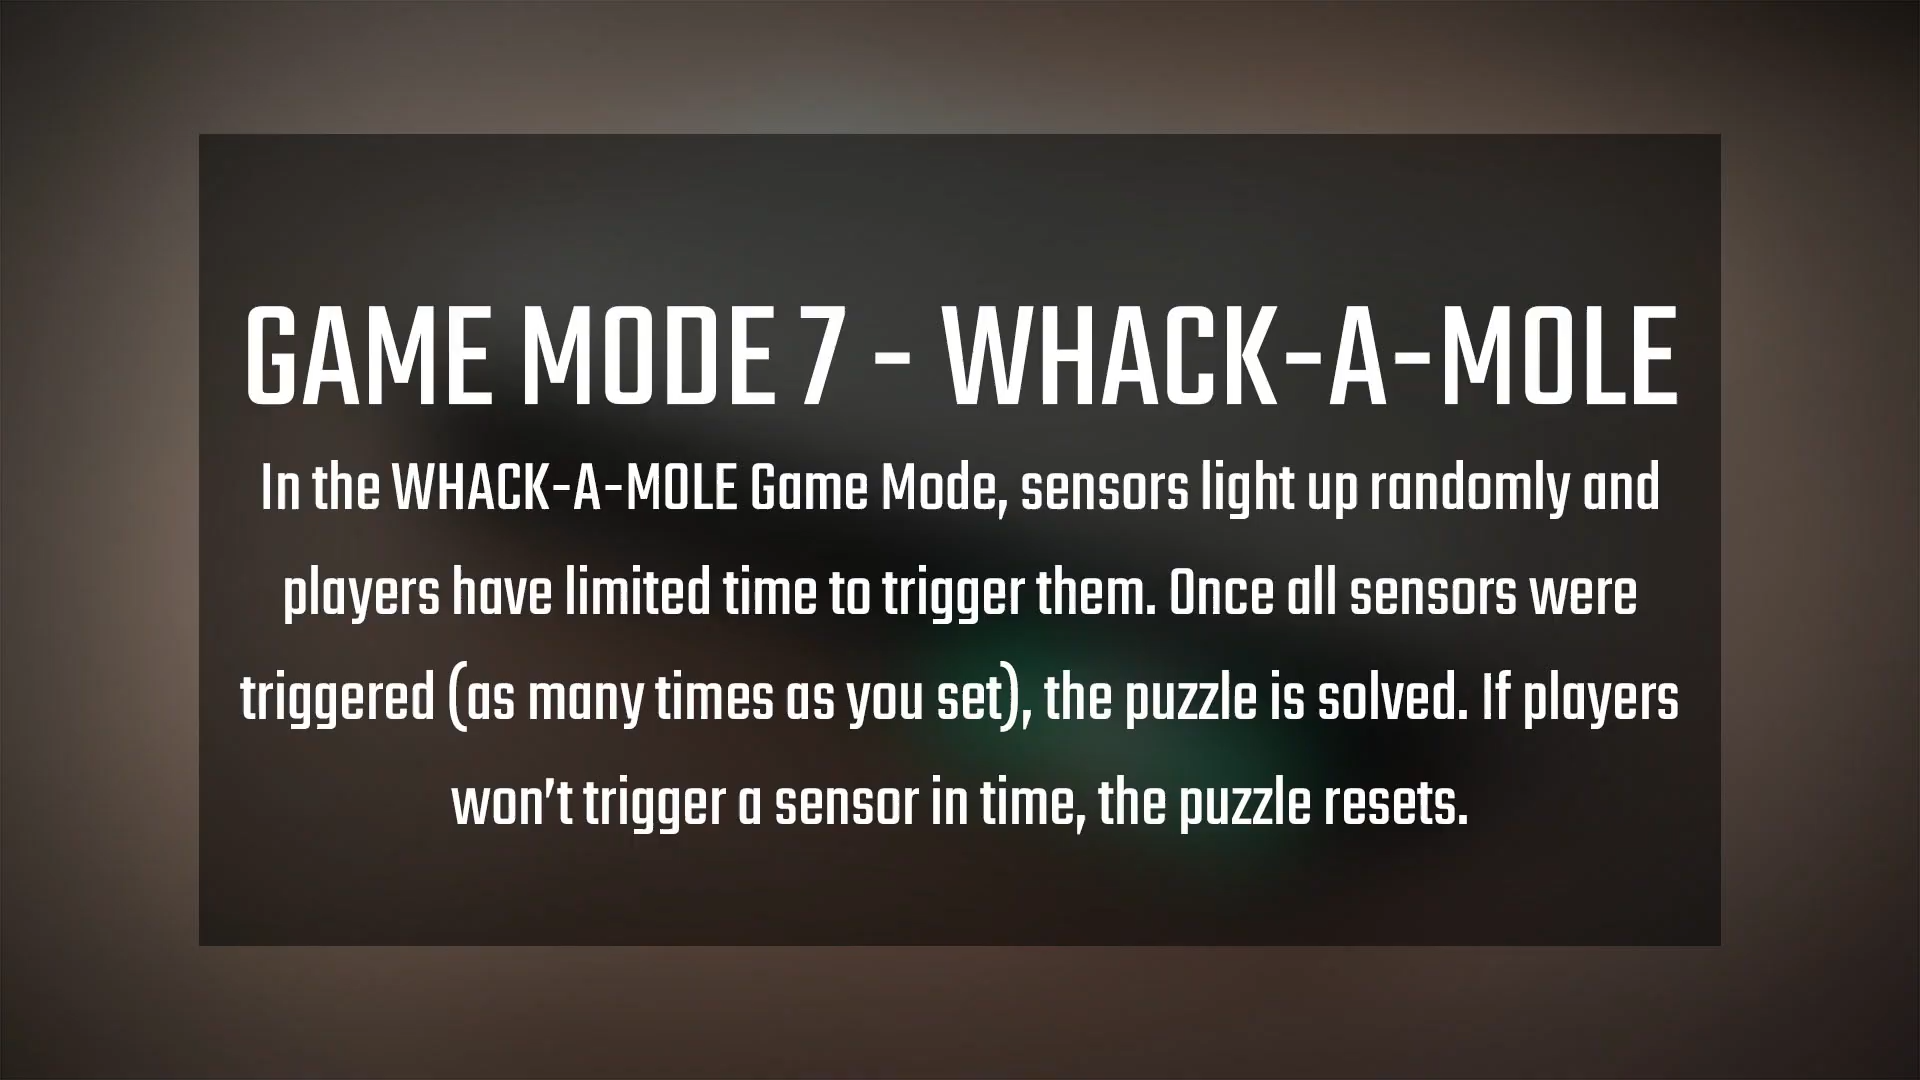 GAME MODE 7 - WHACK-A-MOLE
In the WHACK-A-MOLE Game Mode, sensors light up randomly and
players have limited time to trigger them. Once all sensors were
triggered (as many times as you set), the puzzle is solved. If players
won't trigger a sensor in time, the puzzle resets.